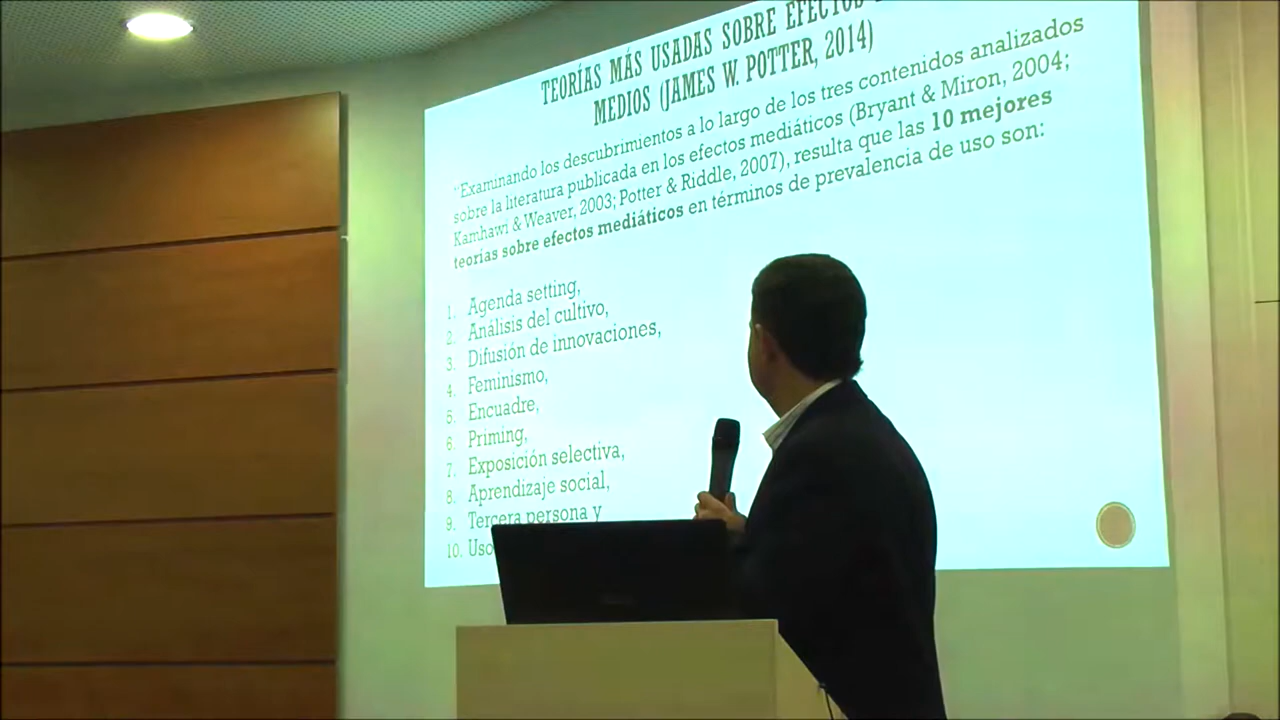 TEORÍAS MÁS USADAS SOBRE EFECTOS
MEDIOS (JAMES W. POTTER, 2014)
“Examinando los descubrimientos a lo largo de los tres contenidos analizados
sobre la literatura publicada en los efectos mediáticos (Bryant & Miron, 2004;
Kamhawi & Weaver, 2003; Potter & Riddle, 2007), resulta que las 10 mejores
teorías sobre efectos mediáticos en términos de prevalencia de uso son:
1. Agenda setting,
2. Análisis del cultivo,
3. Difusión de innovaciones,
4. Feminismo,
5. Encuadre,
6. Priming,
7. Exposición selectiva,
8. Aprendizaje social,
9. Tercera persona y
10. Uso